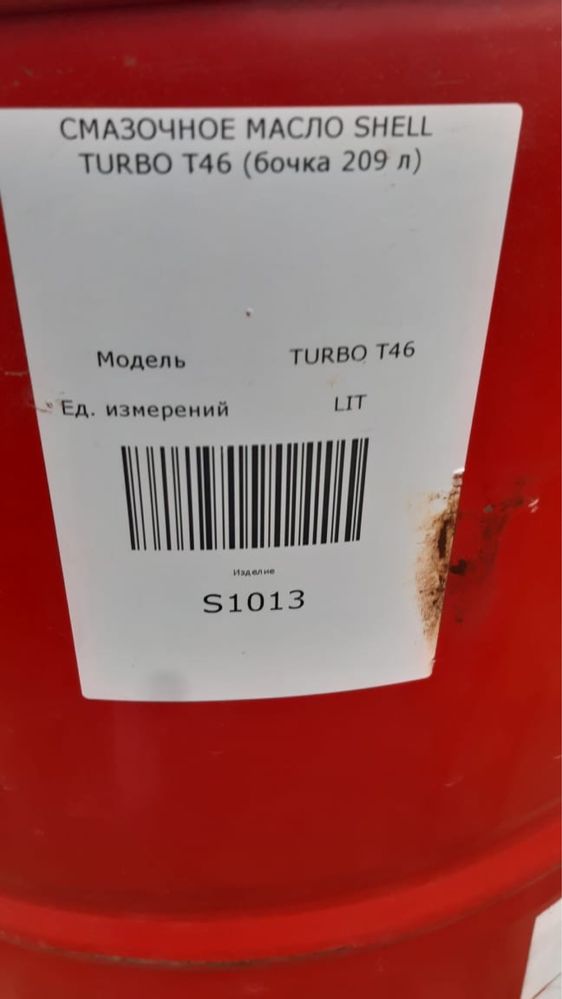 СМАЗОЧНОЕ МАСЛО SHELL
TURBO T46 (бочка 209 л)
Модель TURBO T46
Ед. измерений LIT
Изделие
S1013